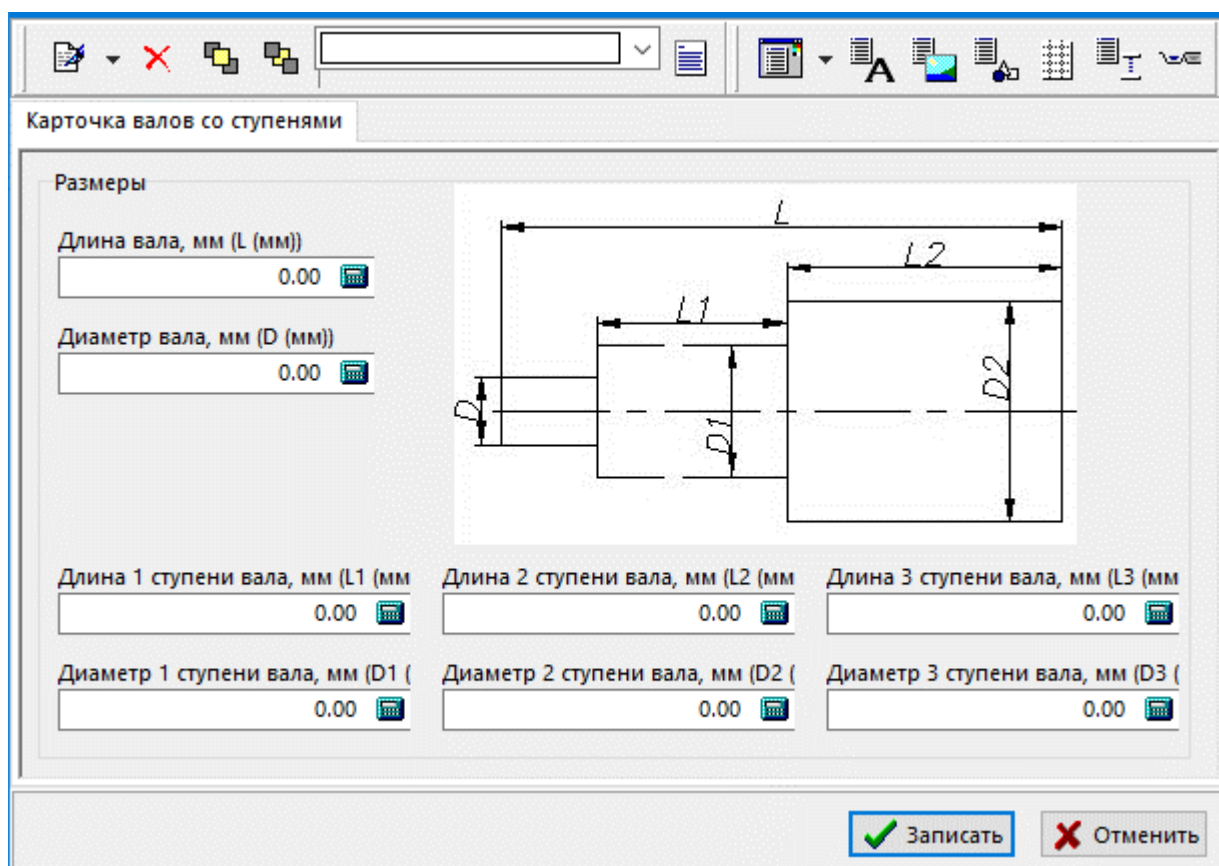 Карточка валов со ступенями
Размеры
Длина вала, мм (L (мм))
0.00
Диаметр вала, мм (D (мм))
0.00
L
L2
L1
D
D1
D2
Длина 1 ступени вала, мм (L1 (мм Длина 2 ступени вала, мм (L2 (мм Длина 3 ступени вала, мм (L3 (мм
0.00 0.00 0.00
Диаметр 1 ступени вала, мм (D1 ( Диаметр 2 ступени вала, мм (D2 ( Диаметр 3 ступени вала, мм (D3 (
0.00 0.00 0.00
Записать Отменить